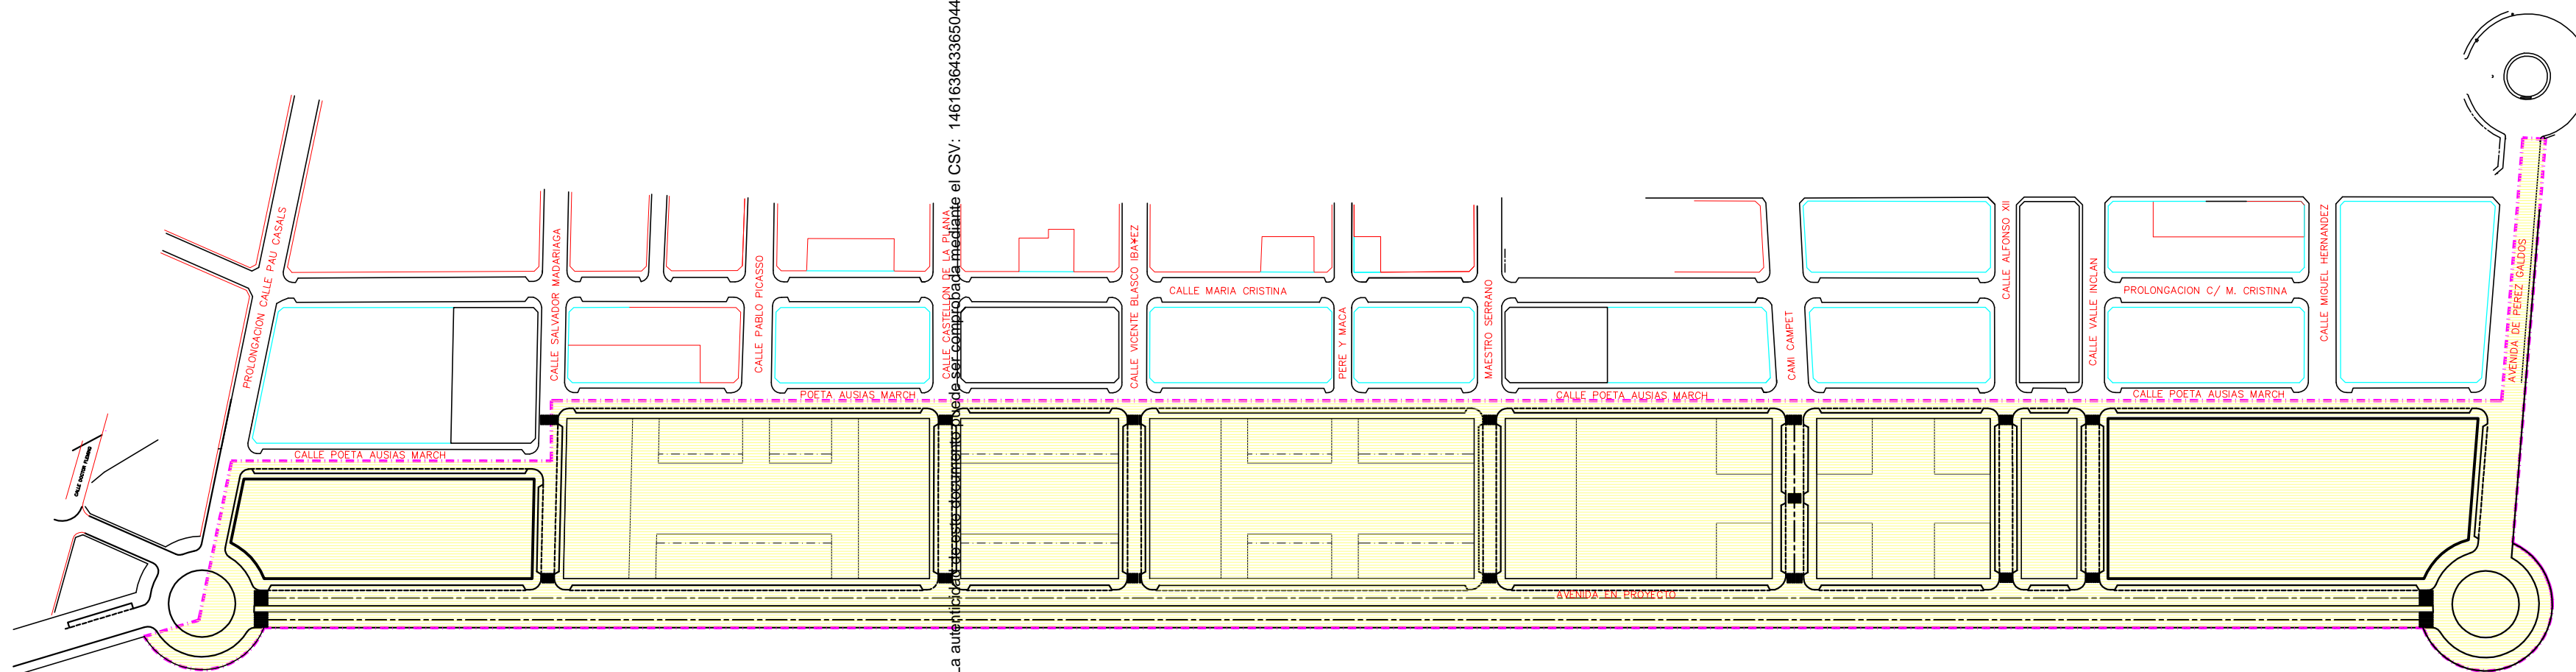 La autenticidad de este documento puede ser comprobada mediante el CSV: 14616364336504
PROLONGACION CALLE PAU CASALS
CALLE SALVADOR MADARIAGA
CALLE PABLO PICASSO
CALLE CASTELLON DE LA PLANA
CALLE VICENTE BLASCO IBA¥EZ
CALLE MARIA CRISTINA
PERE Y MACA
MAESTRO SERRANO
CAMI CAMPET
CALLE ALFONSO XII
CALLE VALLE INCLAN
PROLONGACION C/ M. CRISTINA
CALLE MIGUEL HERNANDEZ
AVENIDA DE PEREZ GALDOS
POETA AUSIAS MARCH
CALLE POETA AUSIAS MARCH
CALLE POETA AUSIAS MARCH
CALLE POETA AUSIAS MARCH
CALLE DOCTOR FLEMING
AVENIDA EN PROYECTO